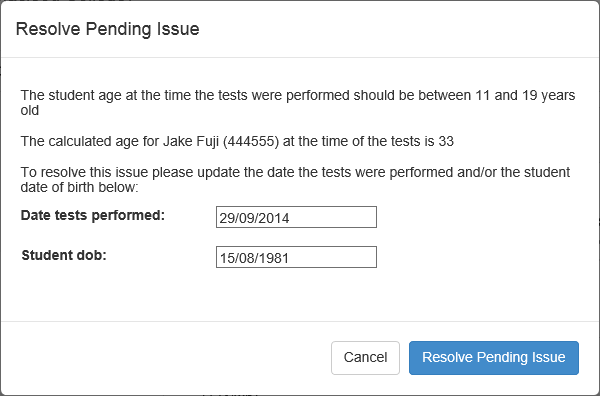 Resolve Pending Issue
The student age at the time the tests were performed should be between 11 and 19 years
old
The calculated age for Jake Fuji (444555) at the time of the tests is 33
To resolve this issue please update the date the tests were performed and/or the student
date of birth below:
Date tests performed: 29/09/2014
Student dob: 15/08/1981
Cancel Resolve Pending Issue